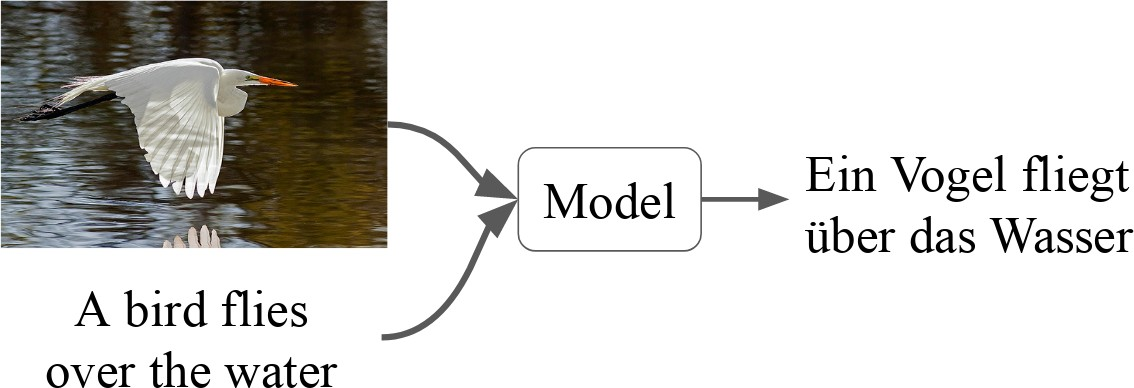 A bird flies
over the water
Model
Ein Vogel fliegt
über das Wasser